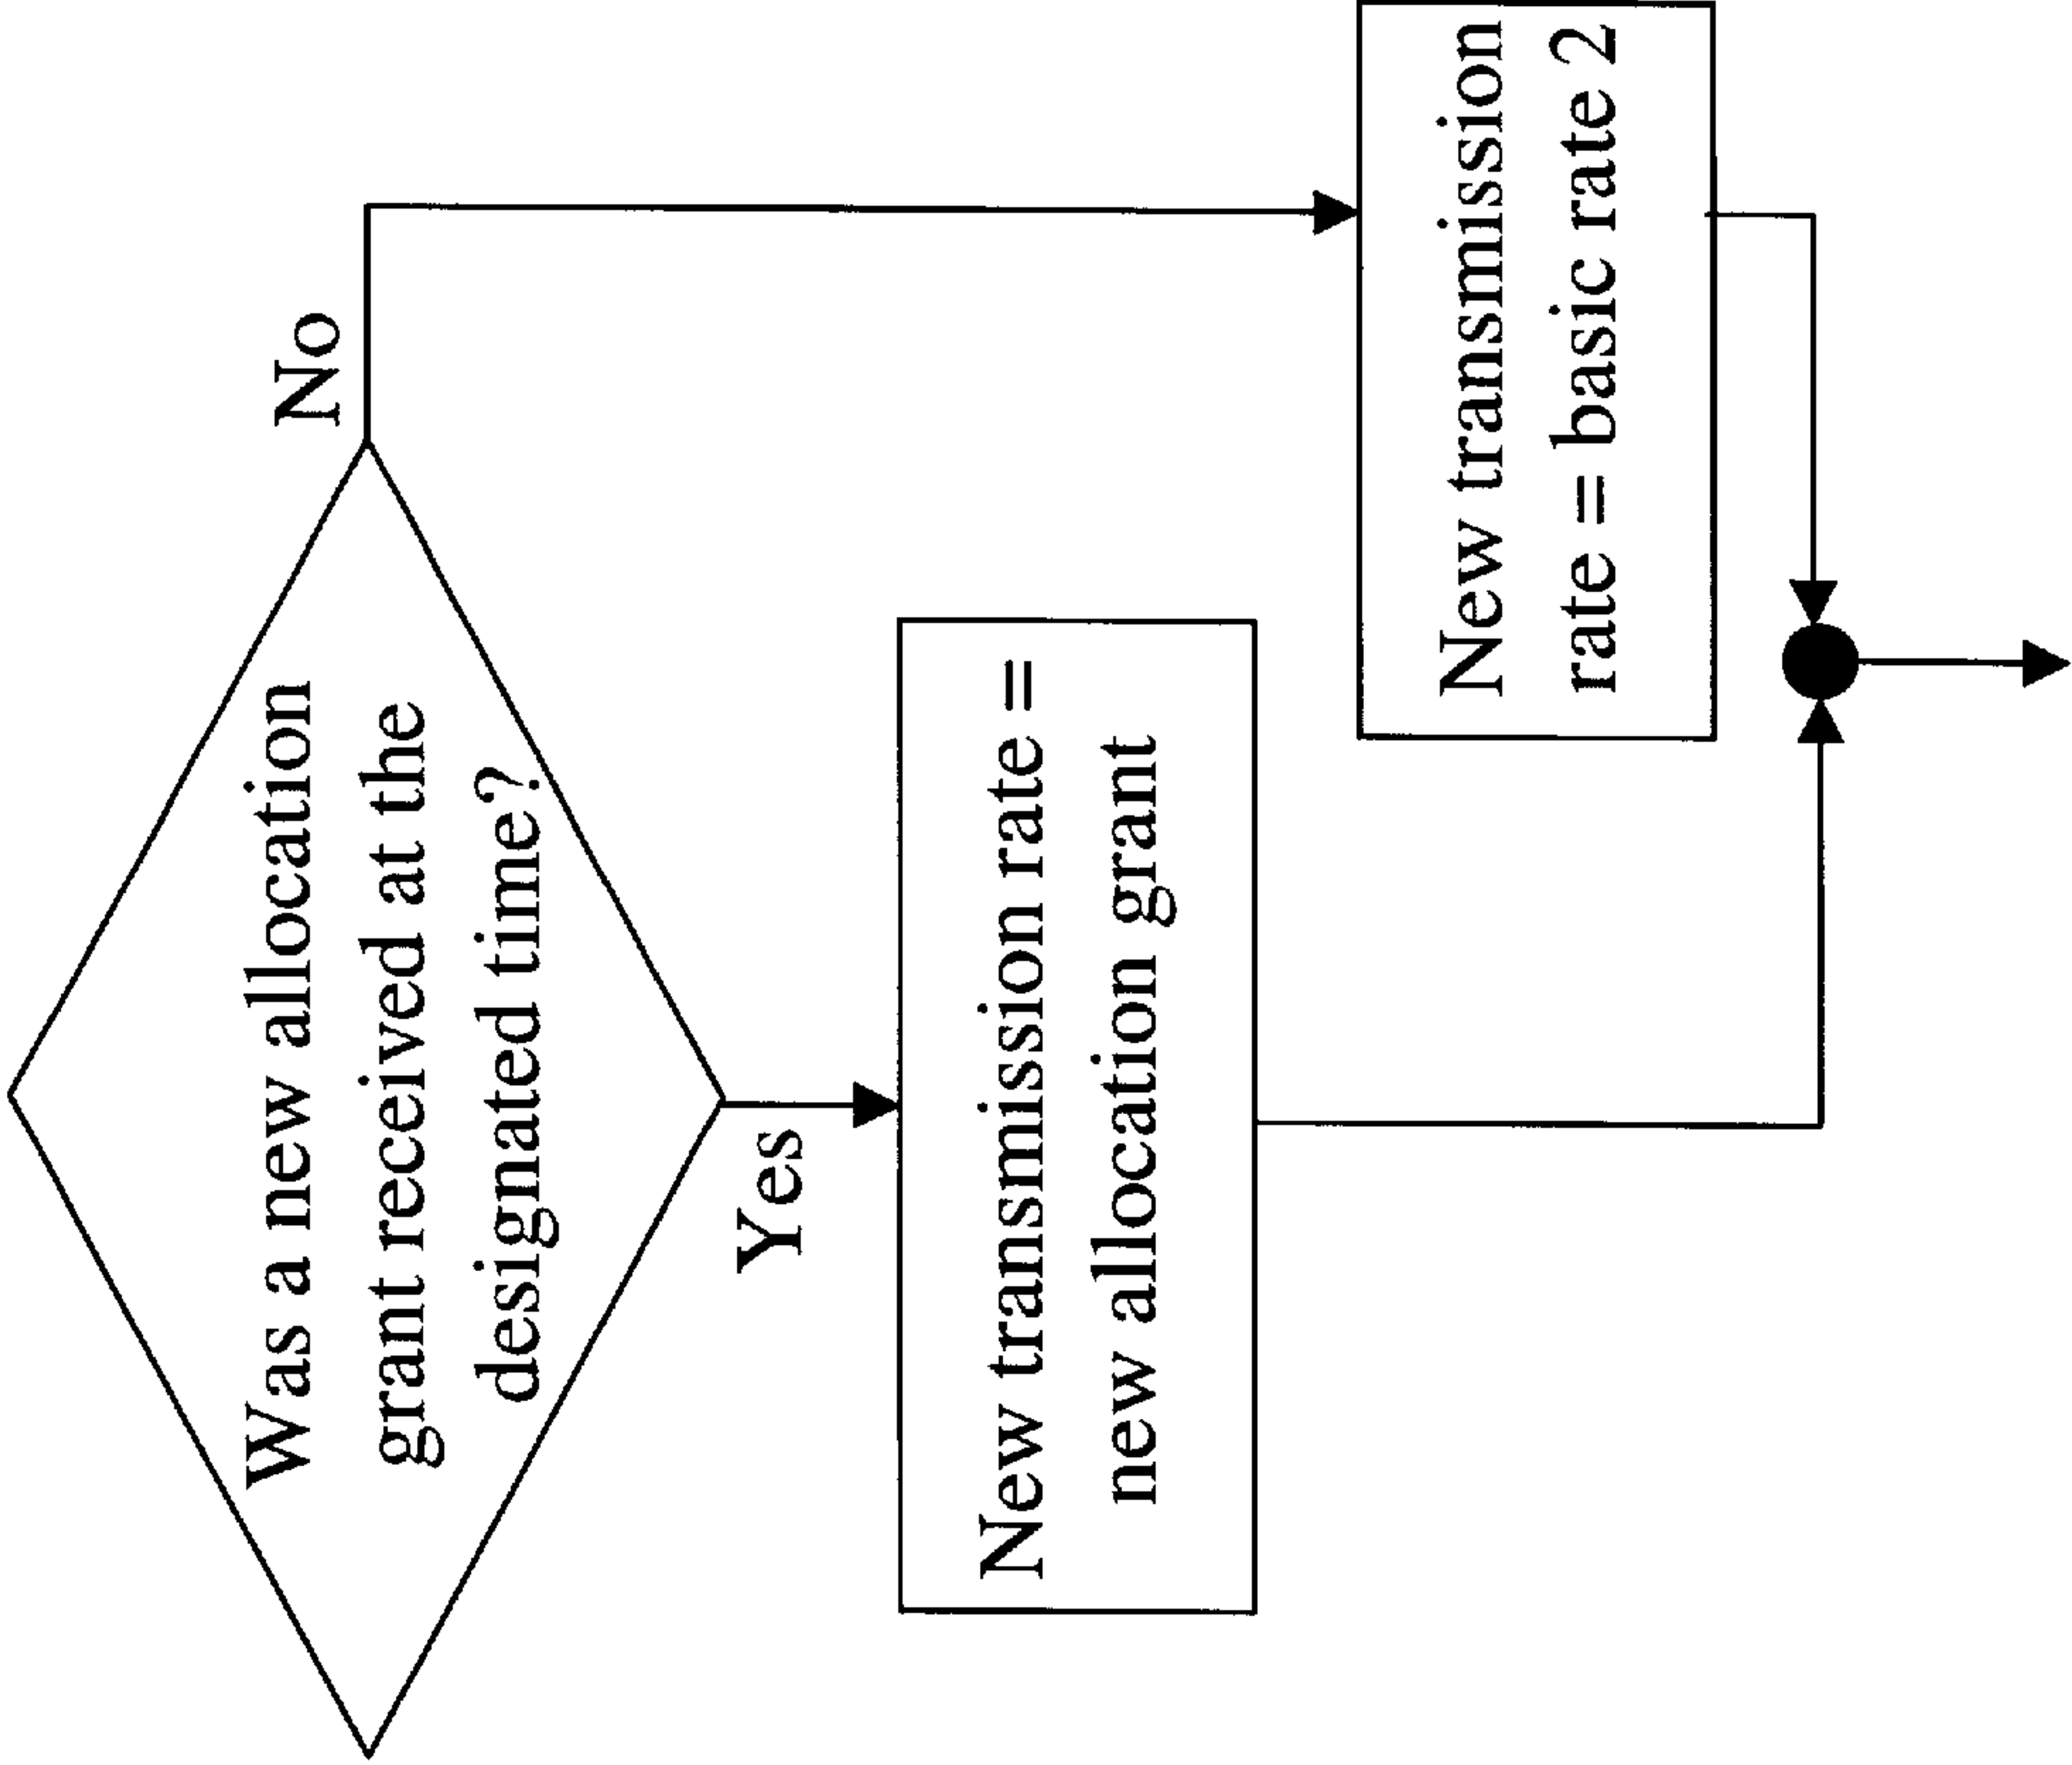 Was a new allocation
grant received at the
designated time?
No
Yes
New transmission rate =
new allocation grant
New transmission
rate = basic rate 2